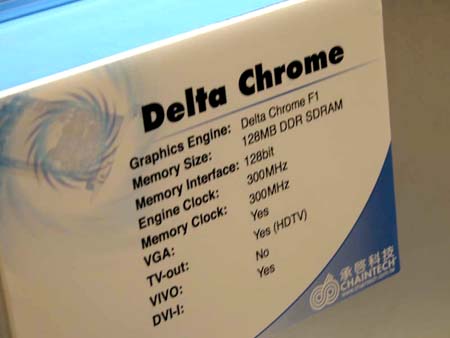 Delta Chrome
Graphics Engine: Delta Chrome F1
Memory Size: 128MB DDR SDRAM
Memory Interface: 128bit
Engine Clock: 300MHz
Memory Clock: 300MHz
VGA: Yes
TV-out: Yes (HDTV)
VIVO: No
DVI-I: Yes
承啓科技
CHAINTECH